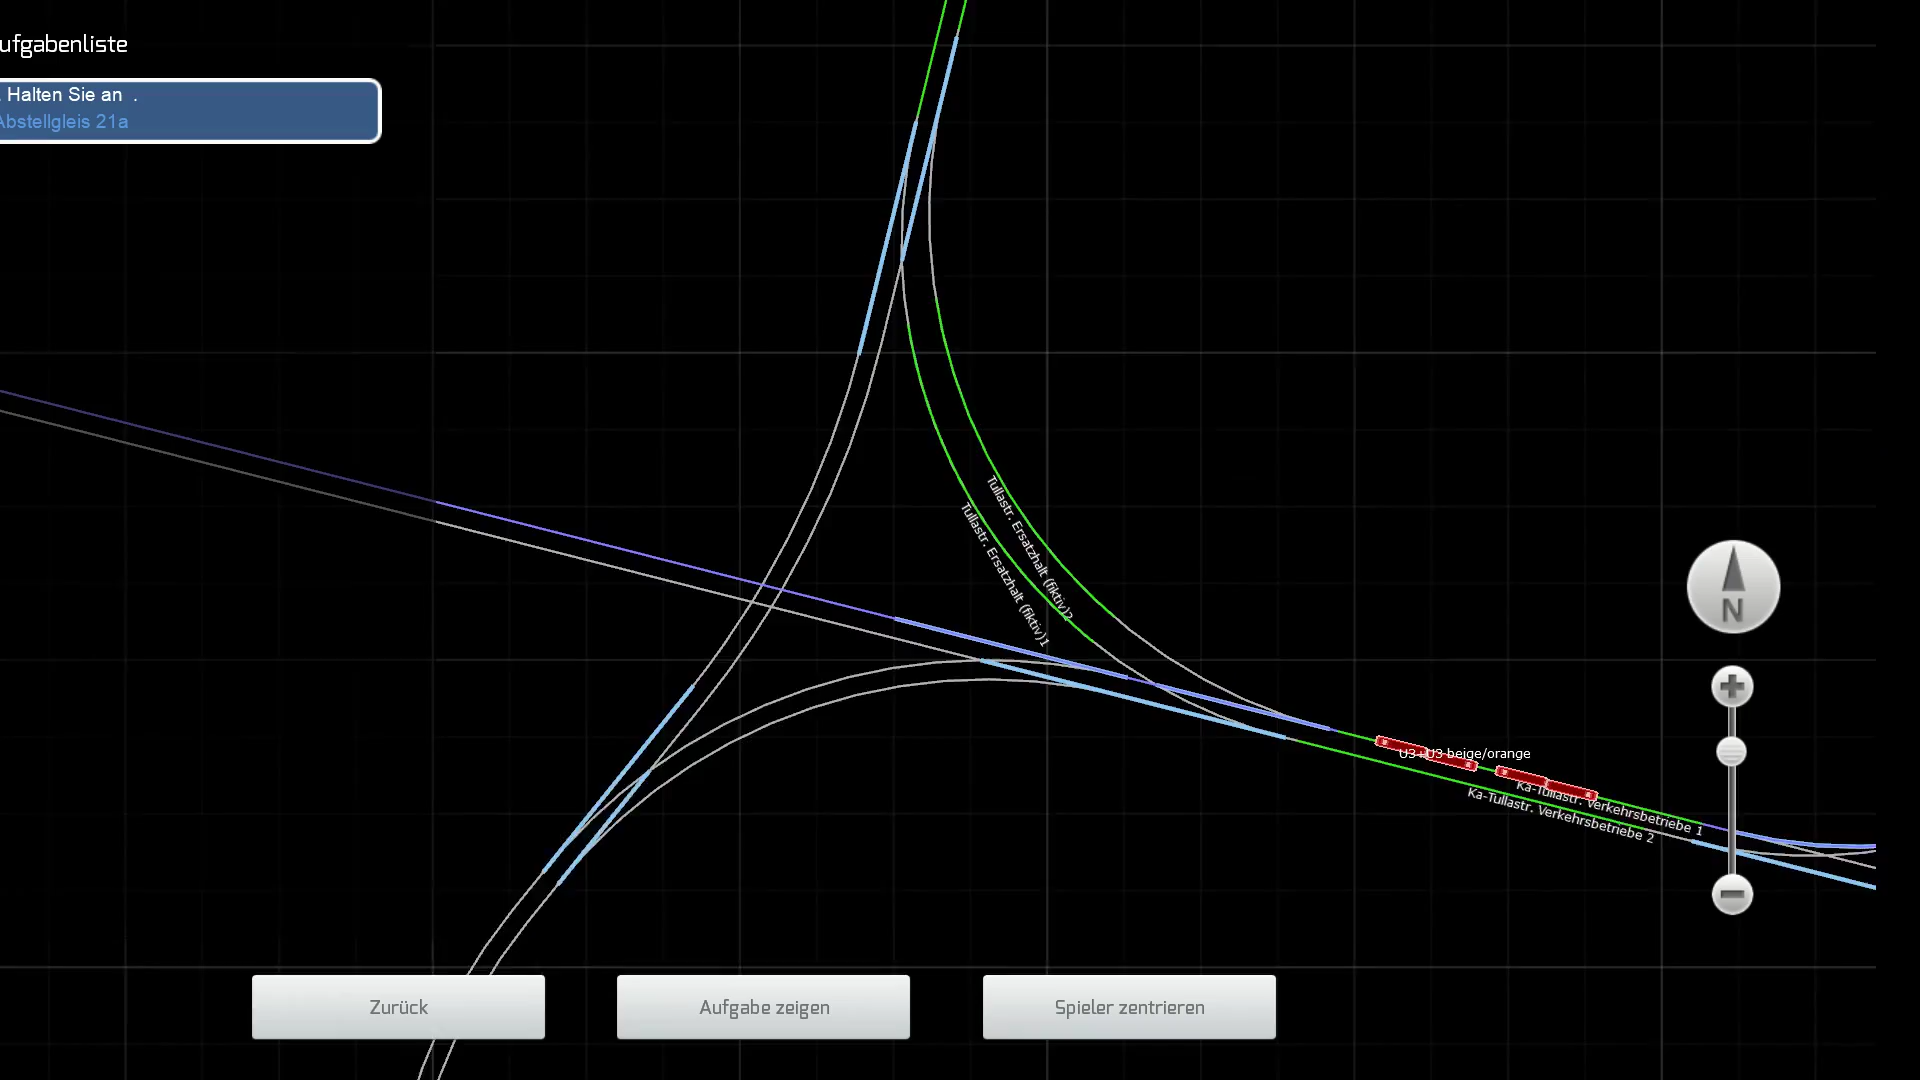 ufgabenliste
. Halten Sie an .
Abstellgleis 21a
Tullastr. Ersatzhalt (fiktiv)2
Tullastr. Ersatzhalt (fiktiv)1
N
U3+U3 beige/orange
Ka-Tullastr. Verkehrsbetriebe 1
Ka-Tullastr. Verkehrsbetriebe 2
Zurück
Aufgabe zeigen
Spieler zentrieren